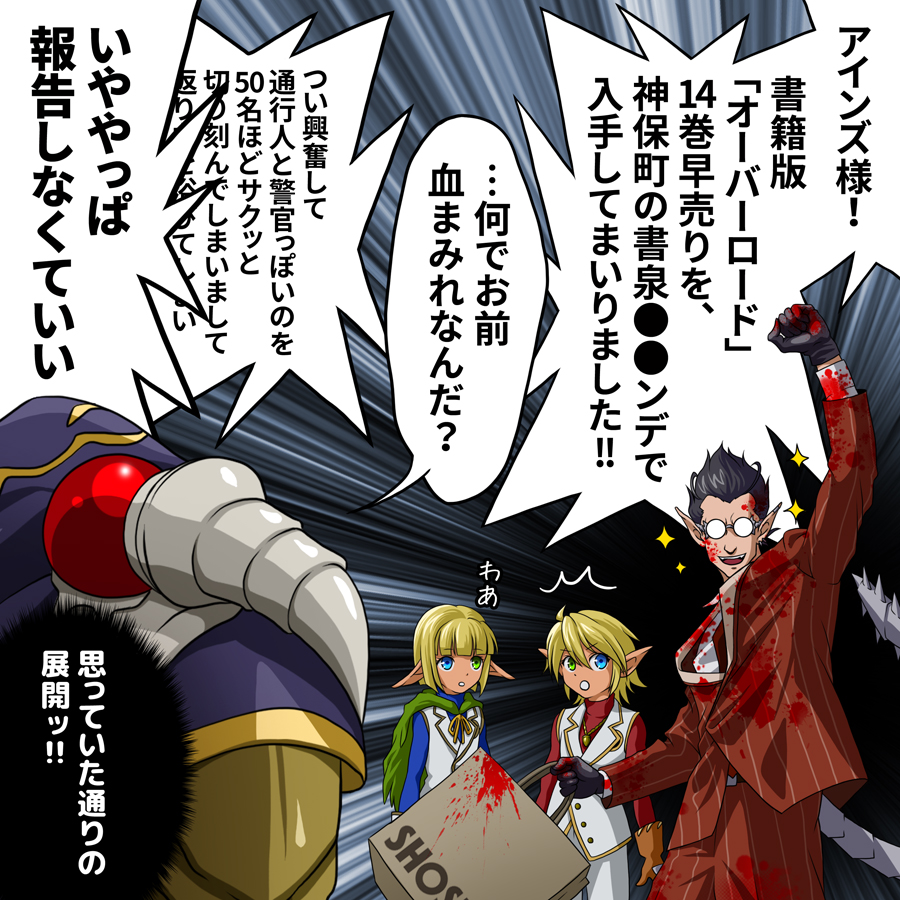 アインズ様!
書籍版
「オーバーロード」
14巻早売りを、
神保町の書泉●●ンデで
入手してまいりました!!
…何でお前
血まみれなんだ?
つい興奮して
通行人と警官っぽいのを
50名ほどサクッと
切り刻んでしまいまして
返り
いややっぱ
報告しなくていい
わあ
思っていた通りの
展開ッ!!
SHOS